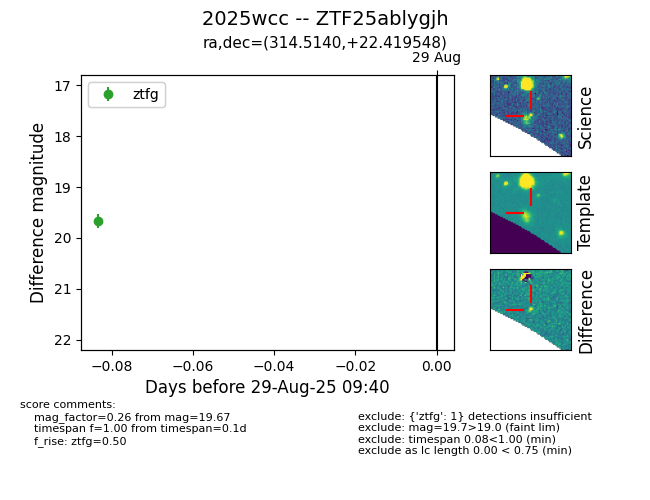 2025wcc -- ZTF25ablygjh
ra,dec=(314.5140,+22.419548)
29 Aug
ztfg
17
18
19
20
21
22
Difference magnitude
−0.08
−0.06
−0.04
−0.02
0.00
Days before 29-Aug-25 09:40
Science
Template
Difference
score comments:
mag_factor=0.26 from mag=19.67
timespan f=1.00 from timespan=0.1d
f_rise: ztfg=0.50
exclude: {'ztfg': 1} detections insufficient
exclude: mag=19.7>19.0 (faint lim)
exclude: timespan 0.08<1.00 (min)
exclude as lc length 0.00 < 0.75 (min)